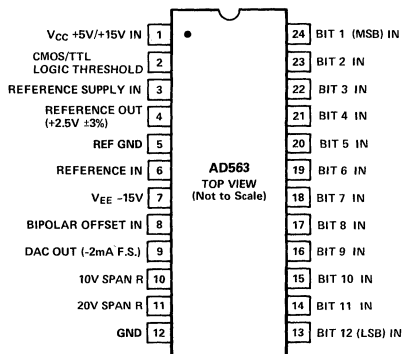 VCC +5V/+15V IN 1
CMOS/TTL
LOGIC THRESHOLD 2
REFERENCE SUPPLY IN 3
REFERENCE OUT
(+2.5V ±3%) 4
REF GND 5
REFERENCE IN 6
VEE -15V 7
BIPOLAR OFFSET IN 8
DAC OUT (-2mA F.S.) 9
10V SPAN R 10
20V SPAN R 11
GND 12
AD563
TOP VIEW
(Not to Scale)
24 BIT 1 (MSB) IN
23 BIT 2 IN
22 BIT 3 IN
21 BIT 4 IN
20 BIT 5 IN
19 BIT 6 IN
18 BIT 7 IN
17 BIT 8 IN
16 BIT 9 IN
15 BIT 10 IN
14 BIT 11 IN
13 BIT 12 (LSB) IN